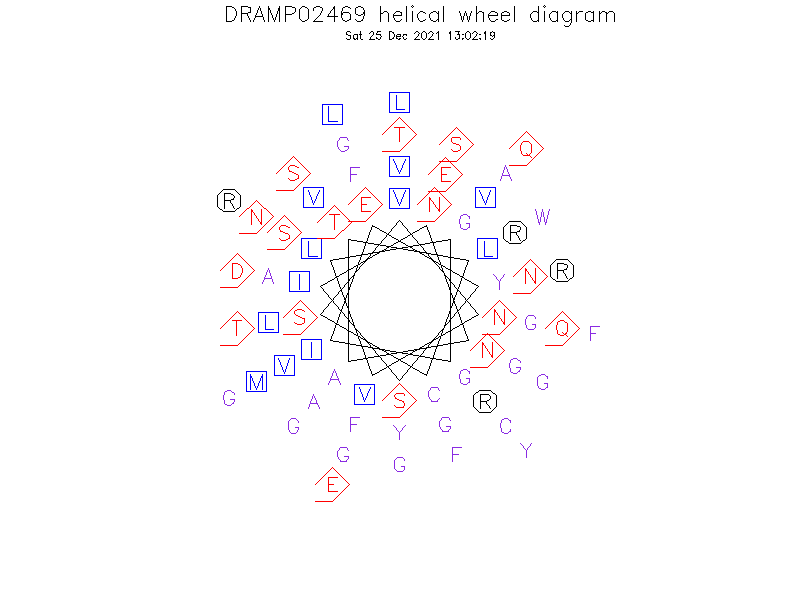 DRAMP02469 helical wheel diagram
Sat 25 Dec 2021 13:02:19
L
L
T
G S Q
V
S F E A
R V V V
E N
N W
T G
S R
L L
D R
A N
I Y
S N
L G
T Q F
I N
V G
A G
M G
V C
G A S R
G F G C
Y
G F Y
G
E